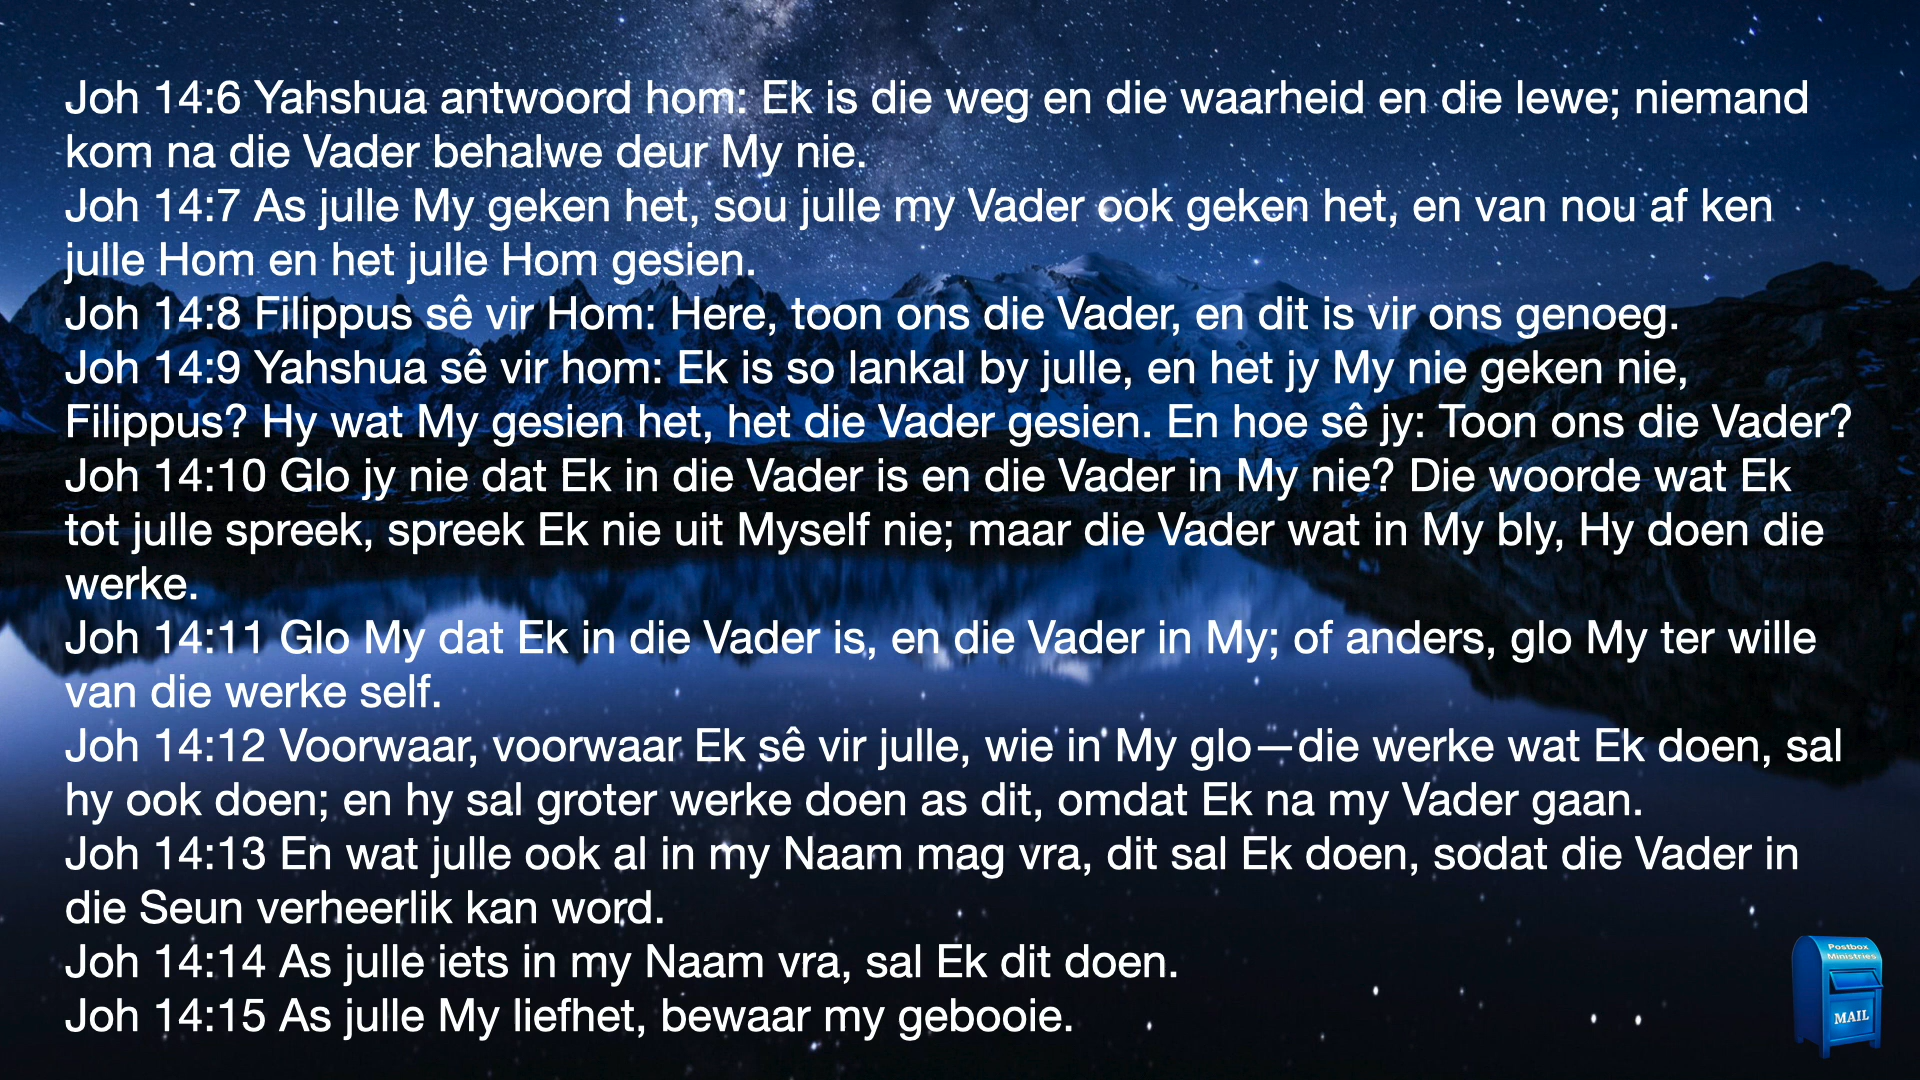 Joh 14:6 Yahshua antwoord hom: Ek is die weg en die waarheid en die lewe; niemand
kom na die Vader behalwe deur My nie.
Joh 14:7 As julle My geken het, sou julle my Vader ook geken het, en van nou af ken
julle Hom en het julle Hom gesien.
Joh 14:8 Filippus sê vir Hom: Here, toon ons die Vader, en dit is vir ons genoeg.
Joh 14:9 Yahshua sê vir hom: Ek is so lankal by julle, en het jy My nie geken nie,
Filippus? Hy wat My gesien het, het die Vader gesien. En hoe sê jy: Toon ons die Vader?
Joh 14:10 Glo jy nie dat Ek in die Vader is en die Vader in My nie? Die woorde wat Ek
tot julle spreek, spreek Ek nie uit Myself nie; maar die Vader wat in My bly, Hy doen die
werke.
Joh 14:11 Glo My dat Ek in die Vader is, en die Vader in My; of anders, glo My ter wille
van die werke self.
Joh 14:12 Voorwaar, voorwaar Ek sê vir julle, wie in My glo—die werke wat Ek doen, sal
hy ook doen; en hy sal groter werke doen as dit, omdat Ek na my Vader gaan.
Joh 14:13 En wat julle ook al in my Naam mag vra, dit sal Ek doen, sodat die Vader in
die Seun verheerlik kan word.
Joh 14:14 As julle iets in my Naam vra, sal Ek dit doen.
Joh 14:15 As julle My liefhet, bewaar my gebooie.
Postbox
Ministries
MAIL